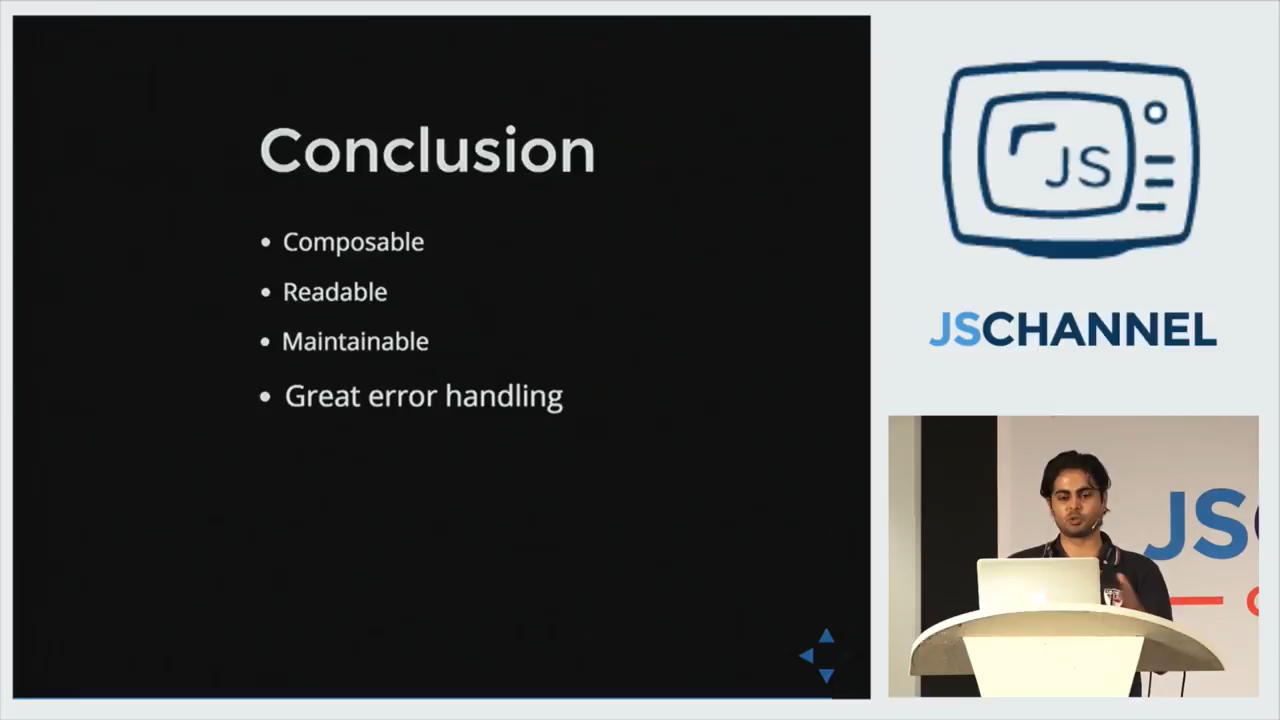 Conclusion
• Composable
• Readable
• Maintainable
• Great error handling
JS
JSCHANNEL
JS